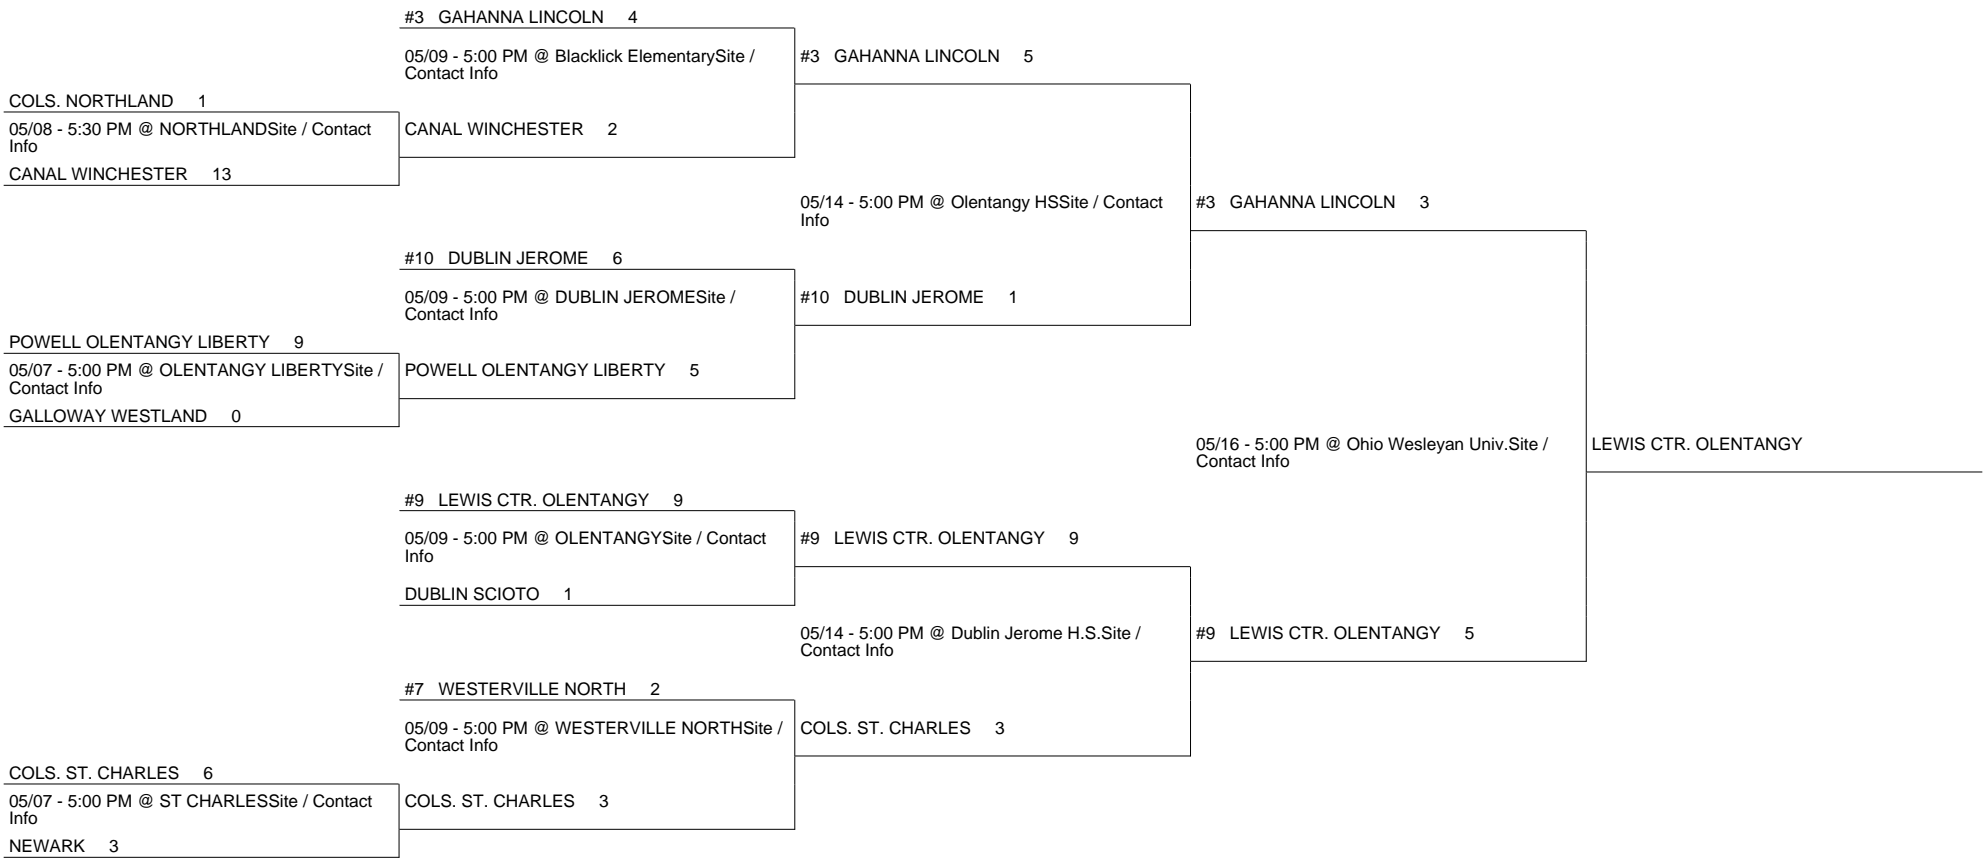 #3 GAHANNA LINCOLN 4
05/09 - 5:00 PM @ Blacklick ElementarySite /
Contact Info
#3 GAHANNA LINCOLN 5
COLS. NORTHLAND 1
05/08 - 5:30 PM @ NORTHLANDSite / Contact
Info
CANAL WINCHESTER 2
CANAL WINCHESTER 13
05/14 - 5:00 PM @ Olentangy HSSite / Contact
Info
#3 GAHANNA LINCOLN 3
#10 DUBLIN JEROME 6
05/09 - 5:00 PM @ DUBLIN JEROMESite /
Contact Info
#10 DUBLIN JEROME 1
POWELL OLENTANGY LIBERTY 9
05/07 - 5:00 PM @ OLENTANGY LIBERTYSite /
Contact Info
POWELL OLENTANGY LIBERTY 5
GALLOWAY WESTLAND 0
05/16 - 5:00 PM @ Ohio Wesleyan Univ.Site /
Contact Info
LEWIS CTR. OLENTANGY
#9 LEWIS CTR. OLENTANGY 9
05/09 - 5:00 PM @ OLENTANGYSite / Contact
Info
#9 LEWIS CTR. OLENTANGY 9
DUBLIN SCIOTO 1
05/14 - 5:00 PM @ Dublin Jerome H.S.Site /
Contact Info
#9 LEWIS CTR. OLENTANGY 5
#7 WESTERVILLE NORTH 2
05/09 - 5:00 PM @ WESTERVILLE NORTHSite /
Contact Info
COLS. ST. CHARLES 3
COLS. ST. CHARLES 6
05/07 - 5:00 PM @ ST CHARLESSite / Contact
Info
COLS. ST. CHARLES 3
NEWARK 3